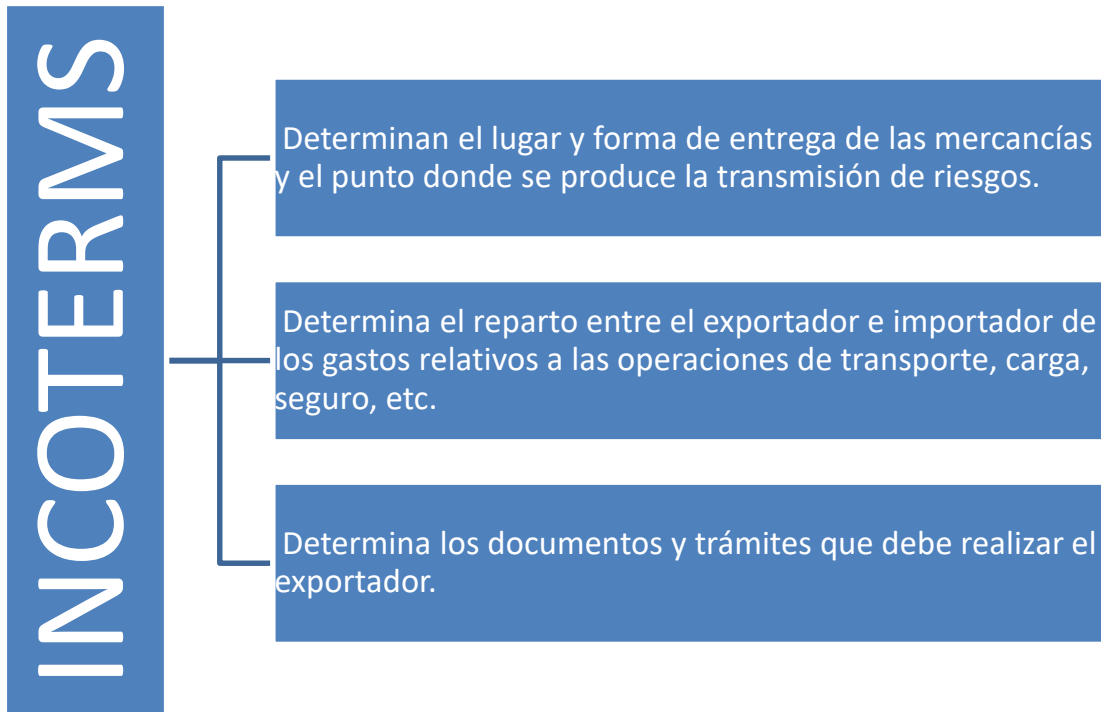 INCOTERMS
Determinan el lugar y forma de entrega de las mercancías
y el punto donde se produce la transmisión de riesgos.
Determina el reparto entre el exportador e importador de
los gastos relativos a las operaciones de transporte, carga,
seguro, etc.
Determina los documentos y trámites que debe realizar el
exportador.